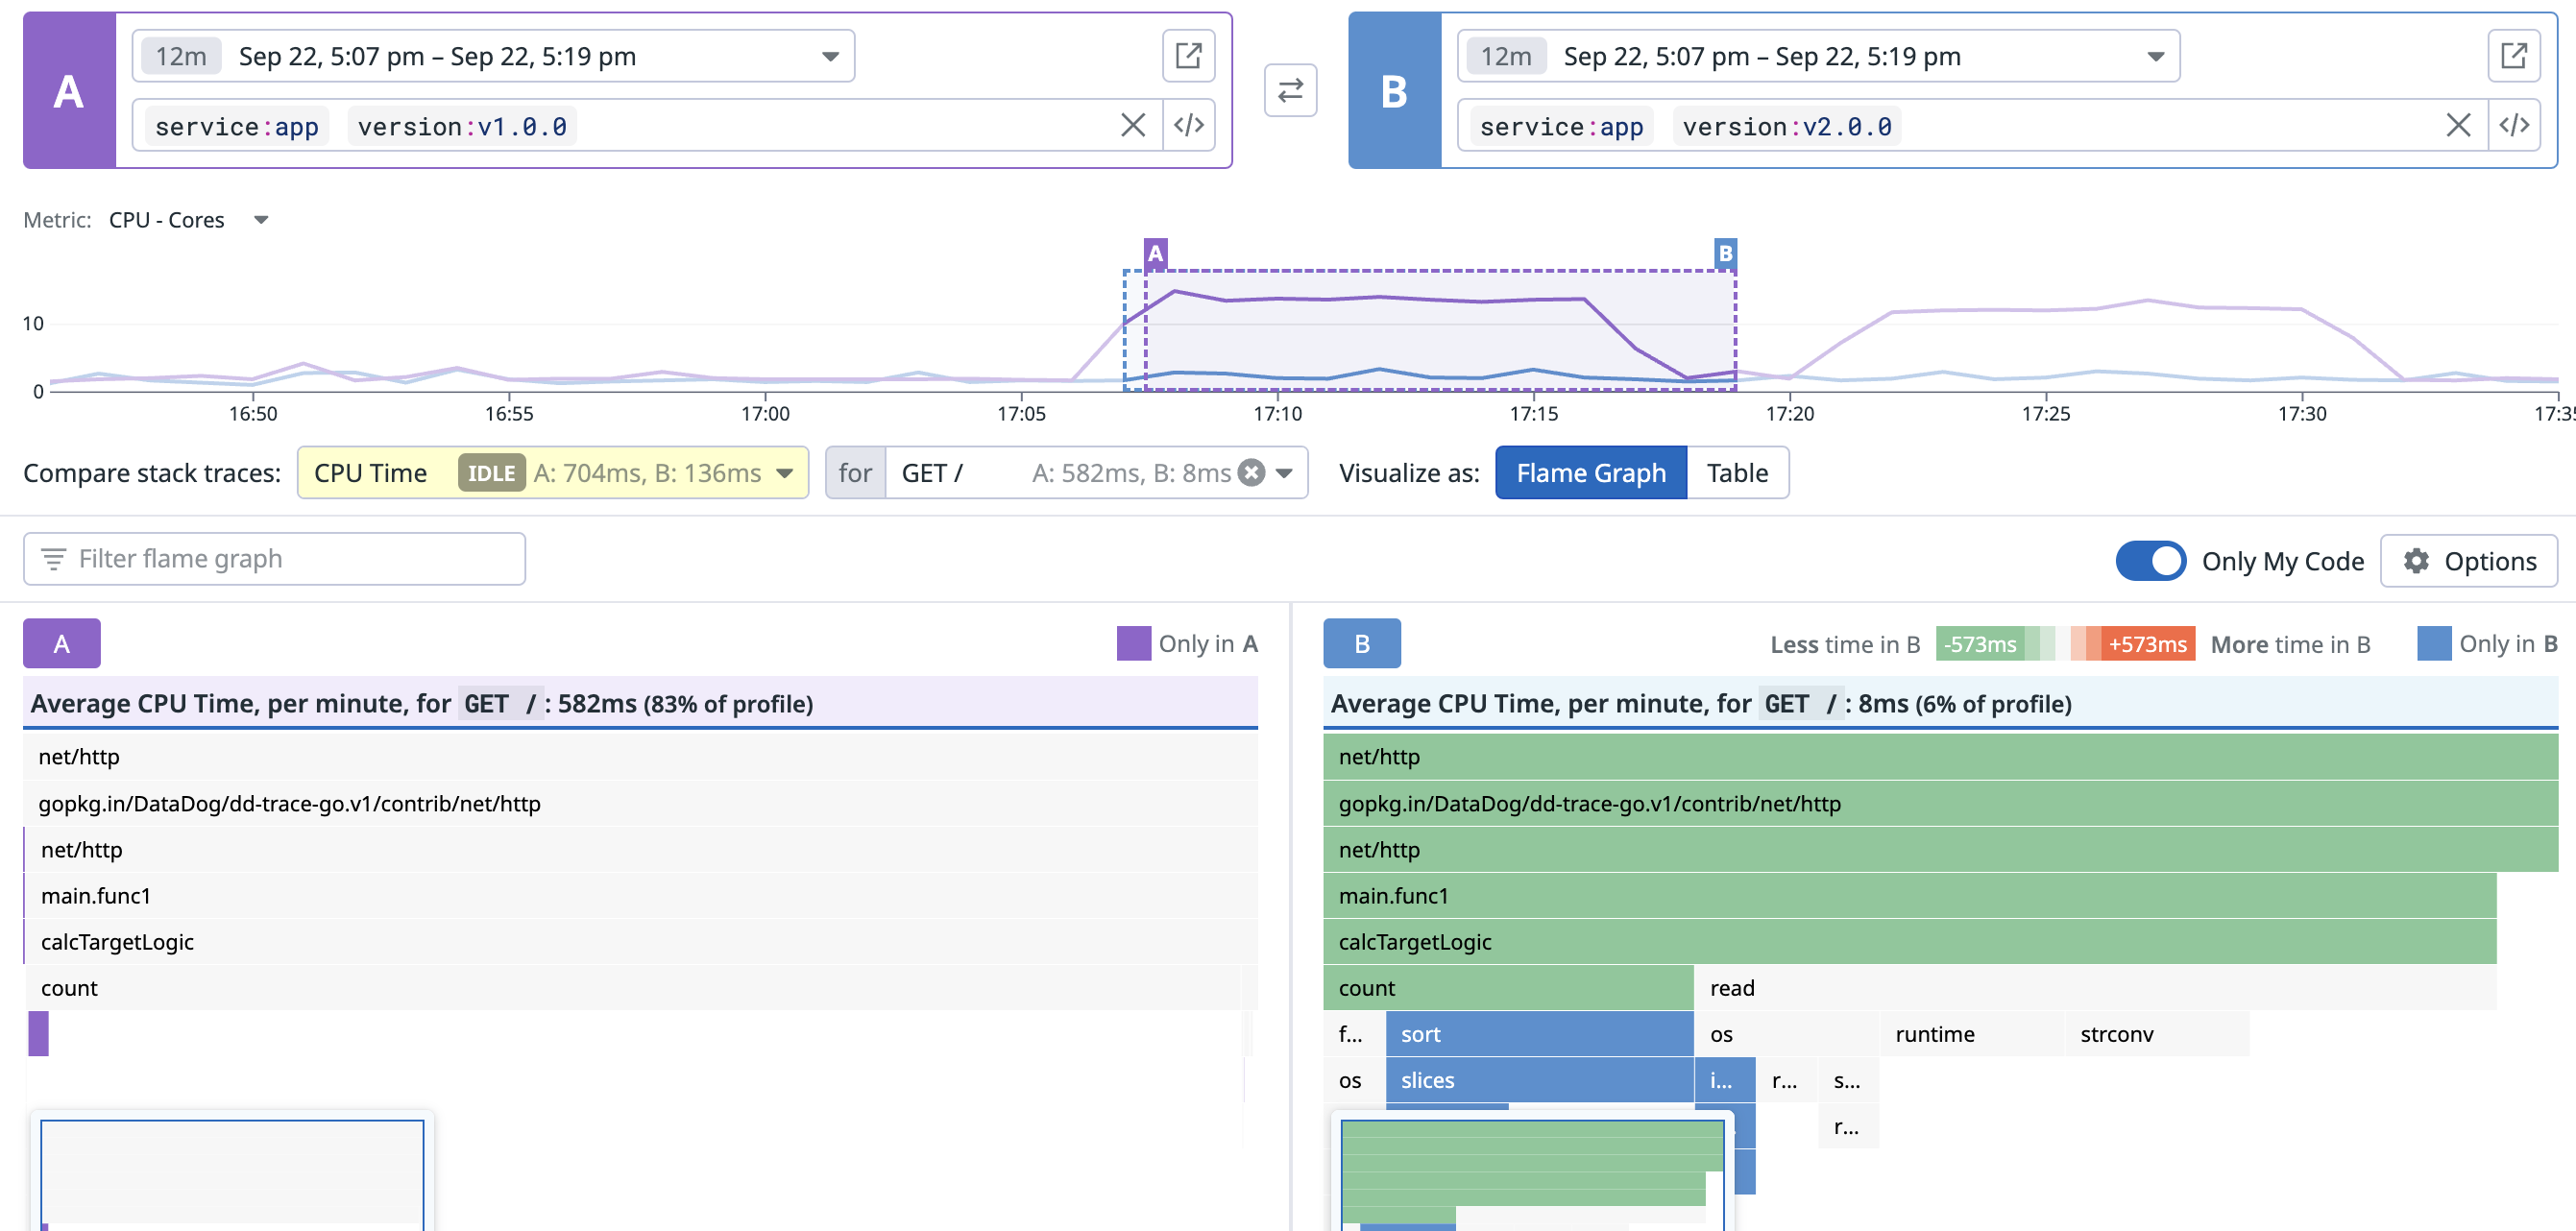 A
12m Sep 22, 5:07 pm – Sep 22, 5:19 pm
service:app version:v1.0.0
B
12m Sep 22, 5:07 pm – Sep 22, 5:19 pm
service:app version:v2.0.0
Metric: CPU - Cores
A B
10
0
16:50 16:55 17:00 17:05 17:10 17:15 17:20 17:25 17:30 17:3
Compare stack traces: CPU Time IDLE A: 704ms, B: 136ms for GET / A: 582ms, B: 8ms Visualize as: Flame Graph Table
Filter flame graph Only My Code Options
A Only in A
Average CPU Time, per minute, for GET / : 582ms (83% of profile)
net/http
gopkg.in/DataDog/dd-trace-go.v1/contrib/net/http
net/http
main.func1
calcTargetLogic
count
B Less time in B -573ms +573ms More time in B Only in B
Average CPU Time, per minute, for GET / : 8ms (6% of profile)
net/http
gopkg.in/DataDog/dd-trace-go.v1/contrib/net/http
net/http
main.func1
calcTargetLogic
count read
f... sort os runtime strconv
os slices i... r... s...
r...